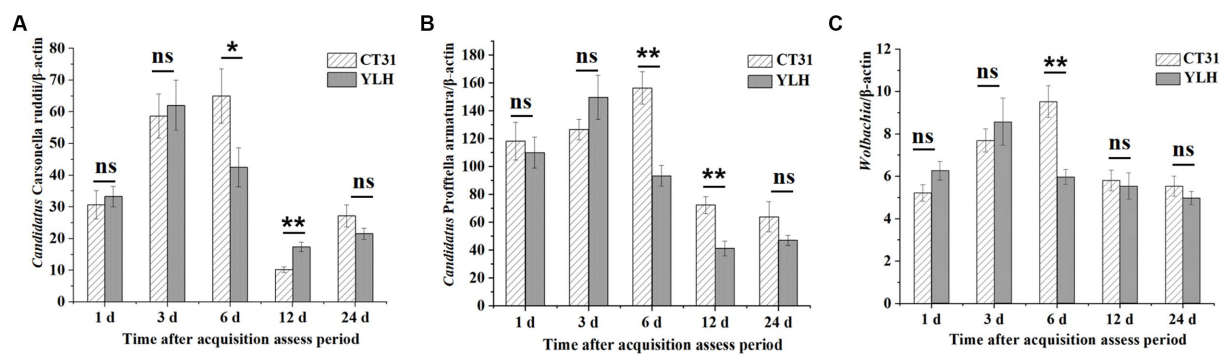 A
Candidatus Carsonella ruddii/β-actin
80
70
60
50
40
30
20
10
0
ns
ns
*
**
ns
CT31
YLH
1 d 3 d 6 d 12 d 24 d
Time after acquisition assess period
B
Candidatus Profftella armatura/β-actin
180
160
140
120
100
80
60
40
20
0
ns
ns
**
**
ns
CT31
YLH
1 d 3 d 6 d 12 d 24 d
Time after acquisition assess period
C
Wolbachia/β-actin
12
10
8
6
4
2
0
ns
ns
**
ns
ns
CT31
YLH
1 d 3 d 6 d 12 d 24 d
Time after acquisition assess period